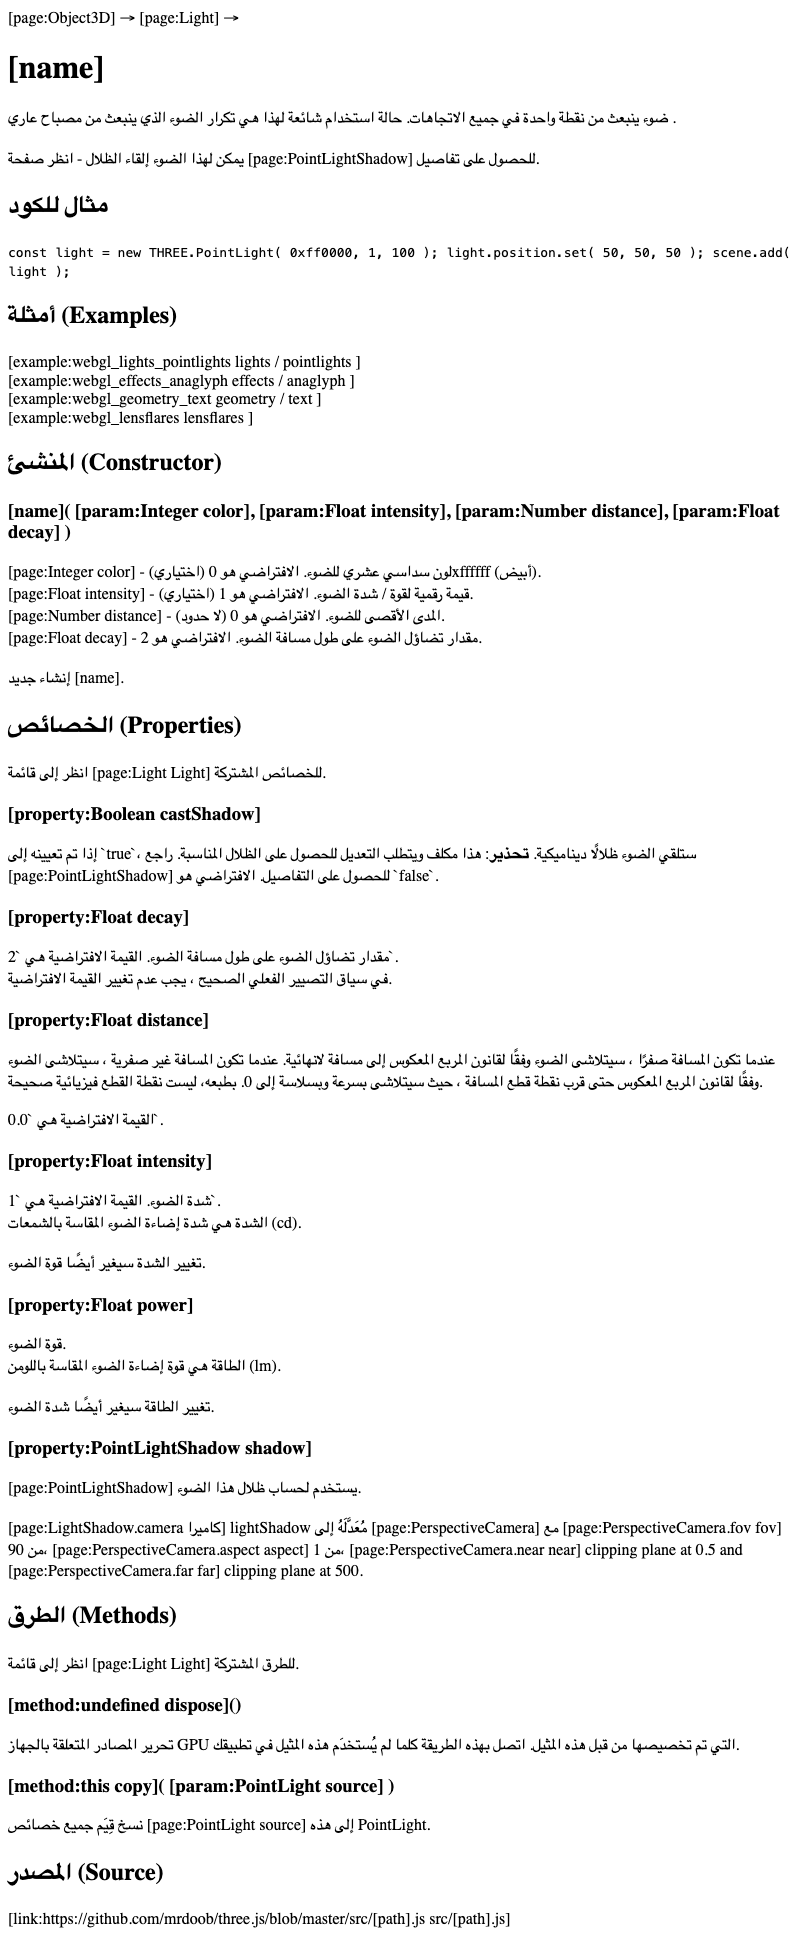 [page:Object3D] → [page:Light] →
[name]
ضوء ينبعث من نقطة واحدة في جميع الاتجاهات. حالة استخدام شائعة لهذا هي تكرار الضوء الذي ينبعث من مصباح عاري .
يمكن لهذا الضوء إلقاء الظلال - انظر صفحة [page:PointLightShadow] للحصول على تفاصيل.
مثال للكود
const light = new THREE.PointLight( 0xff0000, 1, 100 ); light.position.set( 50, 50, 50 ); scene.add(
light );
أمثلة (Examples)
[example:webgl_lights_pointlights lights / pointlights ]
[example:webgl_effects_anaglyph effects / anaglyph ]
[example:webgl_geometry_text geometry / text ]
[example:webgl_lensflares lensflares ]
المنشئ (Constructor)
[name]( [param:Integer color], [param:Float intensity], [param:Number distance], [param:Float
decay] )
[page:Integer color] - (اختياري) لون سداسي عشري للضوء. الافتراضي هو 0xffffff (أبيض).
[page:Float intensity] - (اختياري) قيمة رقمية لقوة / شدة الضوء. الافتراضي هو 1.
[page:Number distance] - المدى الأقصى للضوء. الافتراضي هو 0 (لا حدود).
[page:Float decay] - مقدار تضاؤل الضوء على طول مسافة الضوء. الافتراضي هو 2.
إنشاء جديد [name].
الخصائص (Properties)
انظر إلى قائمة [page:Light Light] للخصائص المشتركة.
[property:Boolean castShadow]
إذا تم تعيينه إلى `true`، ستلقي الضوء ظلالًا ديناميكية. تحذير: هذا مكلف ويتطلب التعديل للحصول على الظلال المناسبة. راجع
[page:PointLightShadow] للحصول على التفاصيل. الافتراضي هو `false`.
[property:Float decay]
مقدار تضاؤل الضوء على طول مسافة الضوء. القيمة الافتراضية هي `2`.
في سياق التصيير الفعلي الصحيح ، يجب عدم تغيير القيمة الافتراضية.
[property:Float distance]
عندما تكون المسافة صفرًا ، سيتلاشى الضوء وفقًا لقانون المربع المعكوس إلى مسافة لانهائية. عندما تكون المسافة غير صفرية ، سيتلاشى الضوء
وفقًا لقانون المربع المعكوس حتى قرب نقطة قطع المسافة ، حيث سيتلاشى بسرعة وبسلاسة إلى 0. بطبعه، ليست نقطة القطع فيزيائية صحيحة.
القيمة الافتراضية هي `0.0`.
[property:Float intensity]
شدة الضوء. القيمة الافتراضية هي `1`.
الشدة هي شدة إضاءة الضوء المقاسة بالشمعات (cd).
تغيير الشدة سيغير أيضًا قوة الضوء.
[property:Float power]
قوة الضوء.
الطاقة هي قوة إضاءة الضوء المقاسة باللومن (lm).
تغيير الطاقة سيغير أيضًا شدة الضوء.
[property:PointLightShadow shadow]
[page:PointLightShadow] يستخدم لحساب ظلال هذا الضوء.
[page:LightShadow.camera كاميرا] lightShadow مُعَدَّلَهُ إلى [page:PerspectiveCamera] مع [page:PerspectiveCamera.fov fov]
من 90، [page:PerspectiveCamera.aspect aspect] من 1، [page:PerspectiveCamera.near near] clipping plane at 0.5 and
[page:PerspectiveCamera.far far] clipping plane at 500.
الطرق (Methods)
انظر إلى قائمة [page:Light Light] للطرق المشتركة.
[method:undefined dispose]()
تحرير المصادر المتعلقة بالجهاز GPU التي تم تخصيصها من قبل هذه المثيل. اتصل بهذه الطريقة كلما لم يُستخدَم هذه المثيل في تطبيقك.
[method:this copy]( [param:PointLight source] )
نسخ قِيَم جميع خصائص [page:PointLight source] إلى هذه PointLight.
المصدر (Source)
[link:https://github.com/mrdoob/three.js/blob/master/src/[path].js src/[path].js]